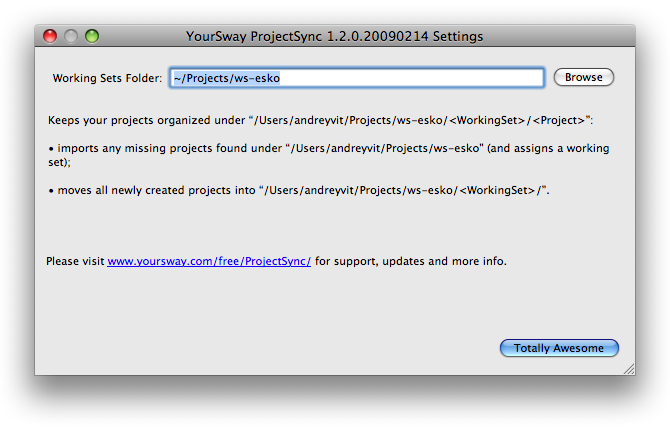 YourSway ProjectSync 1.2.0.20090214 Settings
Working Sets Folder: ~/Projects/ws-esko Browse
Keeps your projects organized under “/Users/andreyvit/Projects/ws-esko/<WorkingSet>/<Project>”:
• imports any missing projects found under “/Users/andreyvit/Projects/ws-esko” (and assigns a working
set);
• moves all newly created projects into “/Users/andreyvit/Projects/ws-esko/<WorkingSet>/”.
Please visit www.yoursway.com/free/ProjectSync/ for support, updates and more info.
Totally Awesome